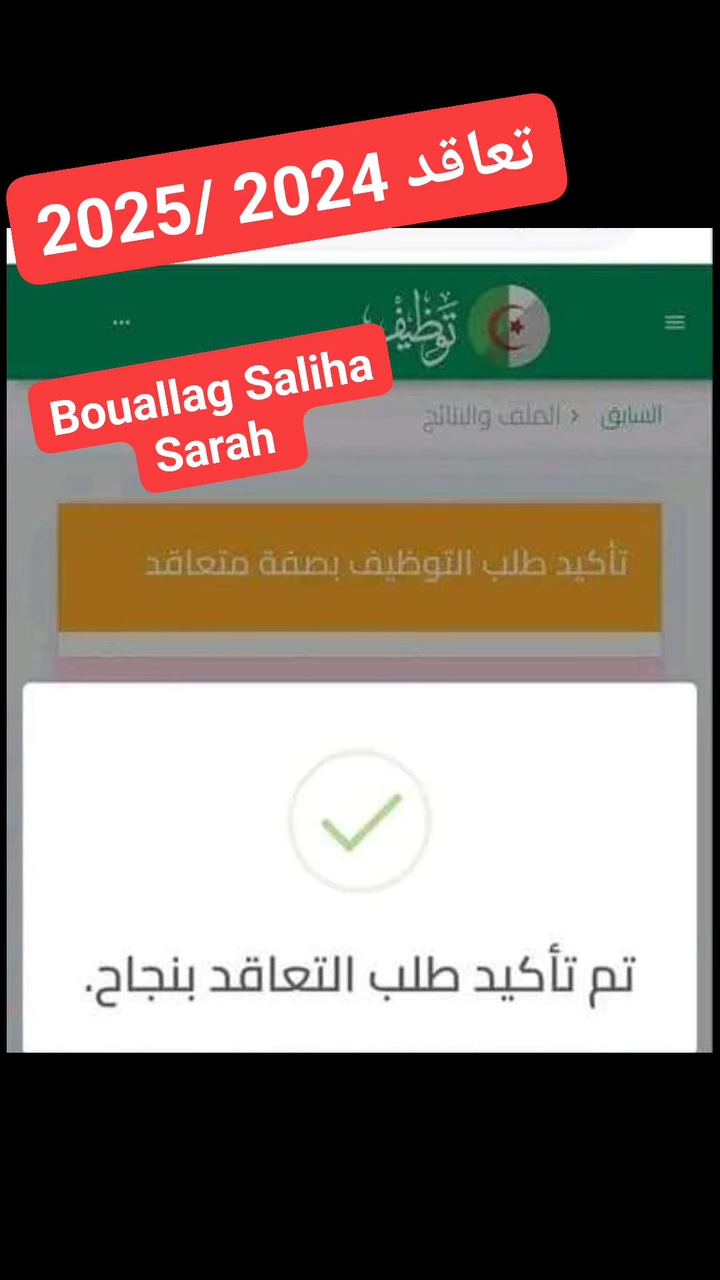 تعاقد 2024 /2025
توظيف
Bouallag Saliha
Sarah
السابق > الملف والنتائج
تأكيد طلب التوظيف بصفة متعاقد
تم تأكيد طلب التعاقد بنجاح.